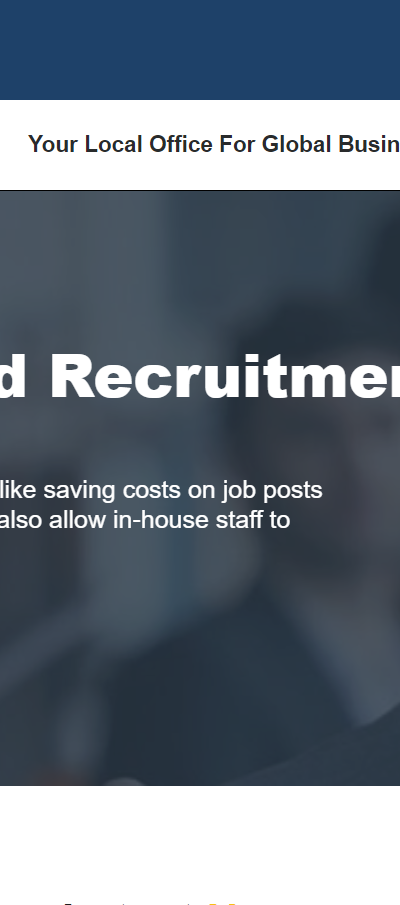 Your Local Office For Global Busin
d Recruitmer
like saving costs on job posts
also allow in-house staff to